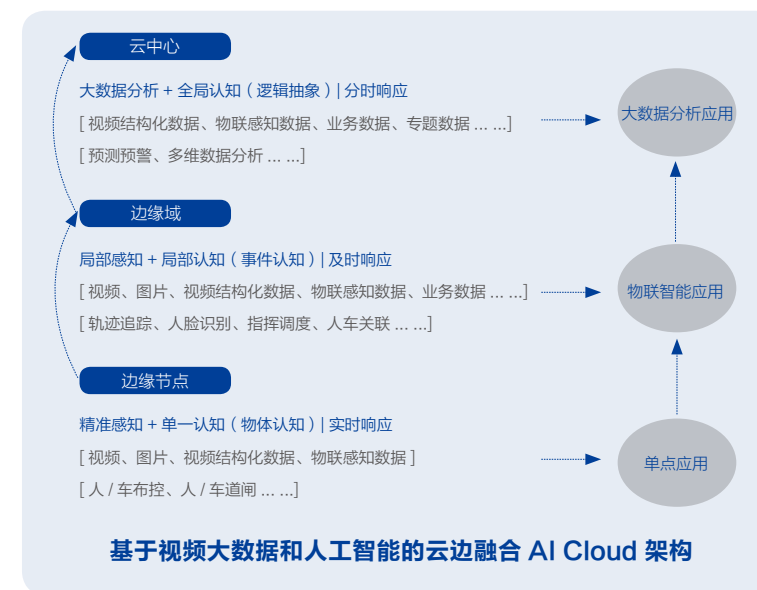 云中心
大数据分析 + 全局认知（逻辑抽象）| 分时响应
[ 视频结构化数据、物联感知数据、业务数据、专题数据 ... ...]
[ 预测预警、多维数据分析 ... ...]
大数据分析应用
边缘域
局部感知 + 局部认知（事件认知）| 及时响应
[ 视频、图片、视频结构化数据、物联感知数据、业务数据 ... ...]
[ 轨迹追踪、人脸识别、指挥调度、人车关联 ... ...]
物联智能应用
边缘节点
精准感知 + 单一认知（物体认知）| 实时响应
[ 视频、图片、视频结构化数据、物联感知数据 ]
[ 人 / 车布控、人 / 车道闸 ... ...]
单点应用
基于视频大数据和人工智能的云边融合 AI Cloud 架构